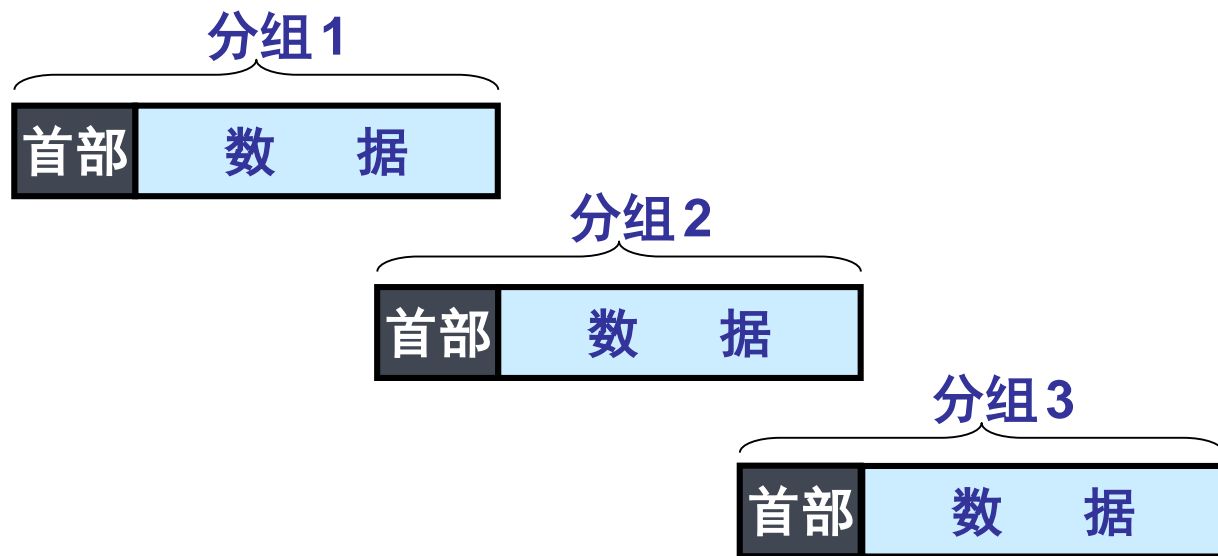 分组1
首部 数 据
分组2
首部 数 据
分组3
首部 数 据